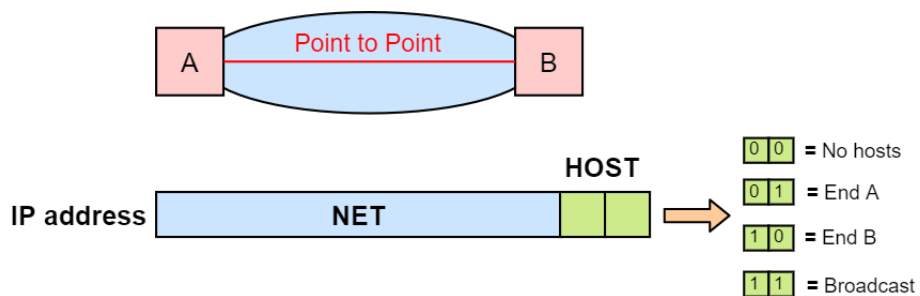 Point to Point
A B
HOST
IP address NET
0 0 = No hosts
0 1 = End A
1 0 = End B
1 1 = Broadcast